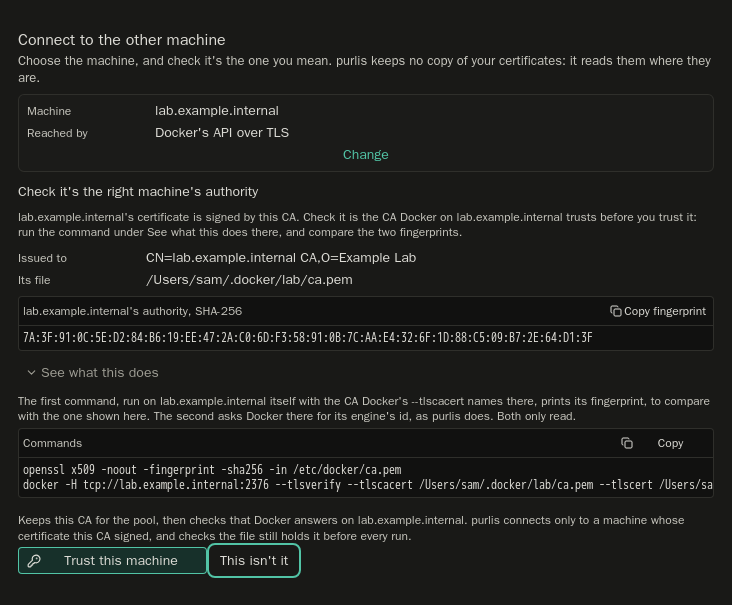 Connect to the other machine
Choose the machine, and check it's the one you mean. purlis keeps no copy of your certificates: it reads them where they
are.
Machine lab.example.internal
Reached by Docker's API over TLS
Change
Check it's the right machine's authority
lab.example.internal's certificate is signed by this CA. Check it is the CA Docker on lab.example.internal trusts before you trust it:
run the command under See what this does there, and compare the two fingerprints.
Issued to CN=lab.example.internal CA,O=Example Lab
Its file /Users/sam/.docker/lab/ca.pem
lab.example.internal's authority, SHA-256 Copy fingerprint
7A:3F:91:0C:5E:D2:84:B6:19:EE:47:2A:C0:6D:F3:58:91:0B:7C:AA:E4:32:6F:1D:88:C5:09:B7:2E:64:D1:3F
See what this does
The first command, run on lab.example.internal itself with the CA Docker's --tlscacert names there, prints its fingerprint, to compare
with the one shown here. The second asks Docker there for its engine's id, as purlis does. Both only read.
Commands Copy
openssl x509 -noout -fingerprint -sha256 -in /etc/docker/ca.pem
docker -H tcp://lab.example.internal:2376 --tlsverify --tlscacert /Users/sam/.docker/lab/ca.pem --tlscert /Users/sa
Keeps this CA for the pool, then checks that Docker answers on lab.example.internal. purlis connects only to a machine whose
certificate this CA signed, and checks the file still holds it before every run.
Trust this machine This isn't it